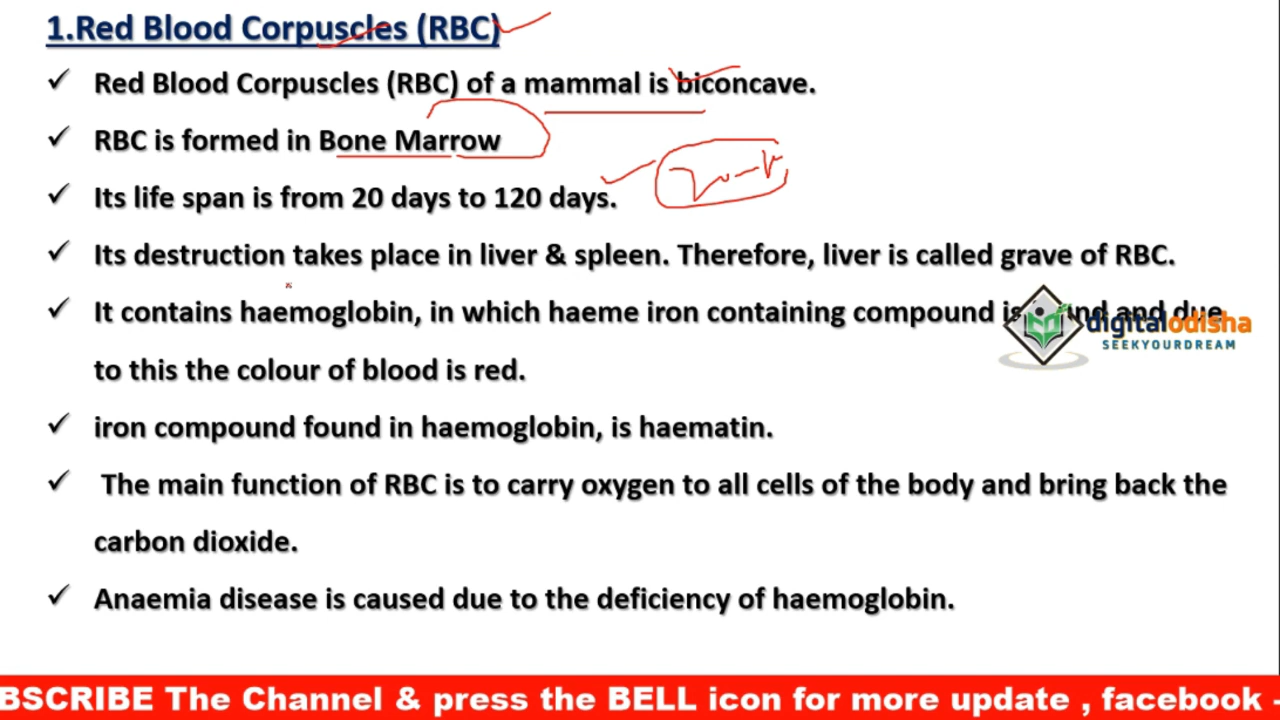 1.Red Blood Corpuscles (RBC)
✓ Red Blood Corpuscles (RBC) of a mammal is biconcave.
✓ RBC is formed in Bone Marrow
✓ Its life span is from 20 days to 120 days.
✓ Its destruction takes place in liver & spleen. Therefore, liver is called grave of RBC.
✓ It contains haemoglobin, in which haeme iron containing compound is and due
digitalodisha
SEEKYOURDREAM
to this the colour of blood is red.
✓ iron compound found in haemoglobin, is haematin.
✓ The main function of RBC is to carry oxygen to all cells of the body and bring back the
carbon dioxide.
✓ Anaemia disease is caused due to the deficiency of haemoglobin.
BSCRIBE The Channel & press the BELL icon for more update , facebook -